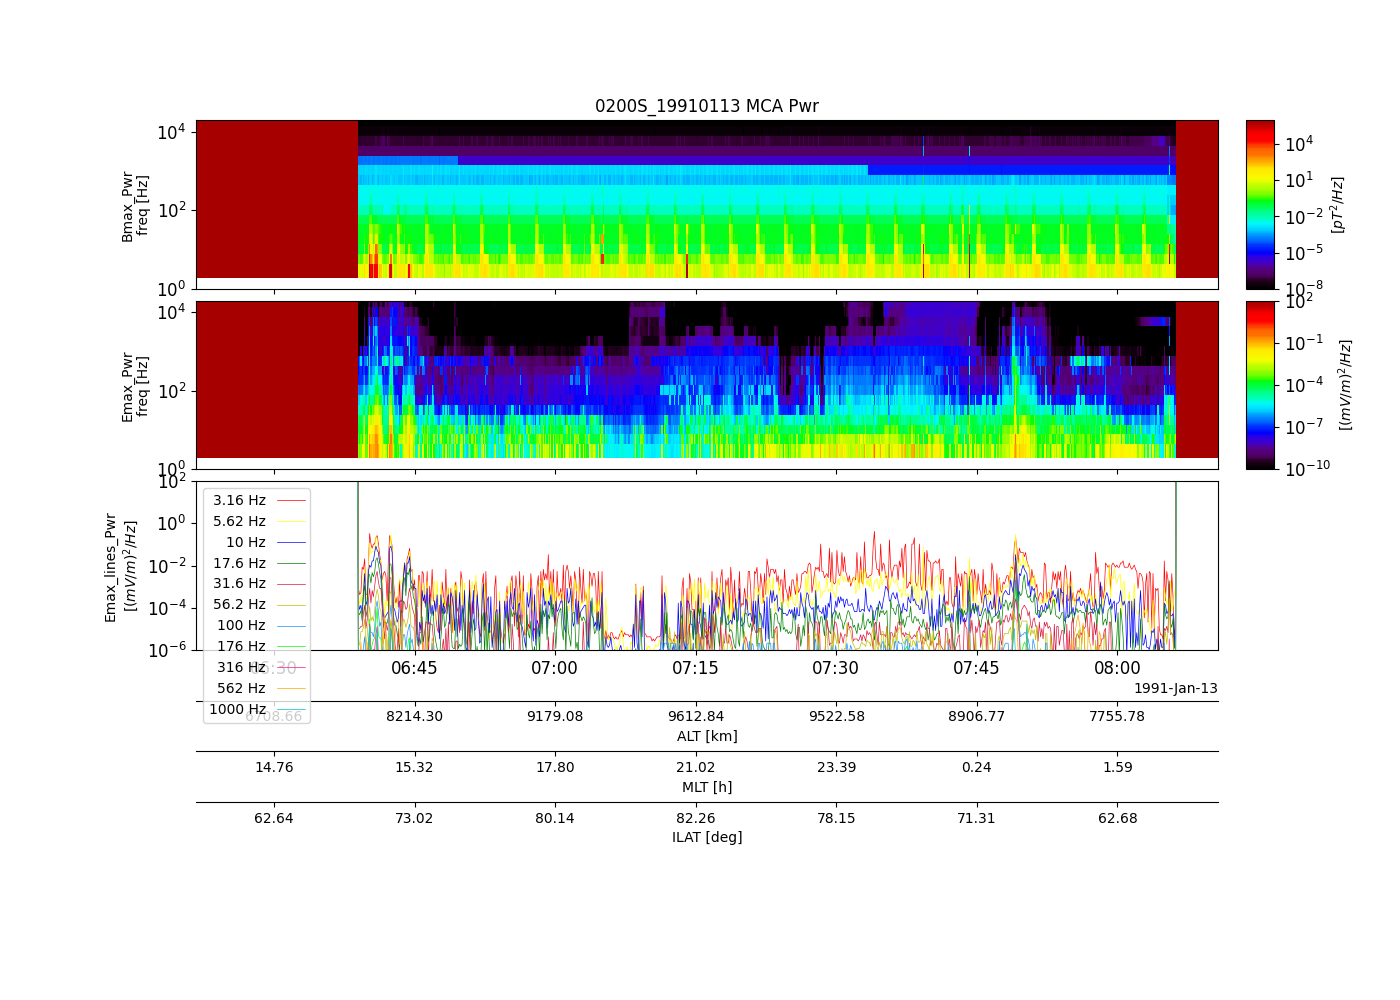 0200S_19910113 MCA Pwr
10^4
10^2
10^0
Bmax_Pwr
freq [Hz]
10^4
10^1
10^-2
10^-5
10^-8
[pT^2/Hz]
10^4
10^2
10^0
Emax_Pwr
freq [Hz]
10^2
10^-1
10^-4
10^-7
10^-10
[(mV/m)^2/Hz]
10^2
10^0
10^-2
10^-4
10^-6
Emax_lines_Pwr
[(mV/m)^2/Hz]
3.16 Hz
5.62 Hz
10 Hz
17.6 Hz
31.6 Hz
56.2 Hz
100 Hz
176 Hz
316 Hz
562 Hz
1000 Hz
06:30 06:45 07:00 07:15 07:30 07:45 08:00
1991-Jan-13
6708.66 8214.30 9179.08 9612.84 9522.58 8906.77 7755.78
ALT [km]
14.76 15.32 17.80 21.02 23.39 0.24 1.59
MLT [h]
62.64 73.02 80.14 82.26 78.15 71.31 62.68
ILAT [deg]